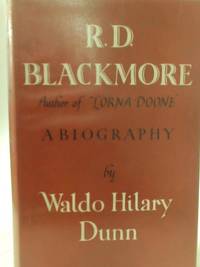 R. D.
BLACKMORE
Author of "LORNA DOONE"
A BIOGRAPHY
by
Waldo Hilary
Dunn